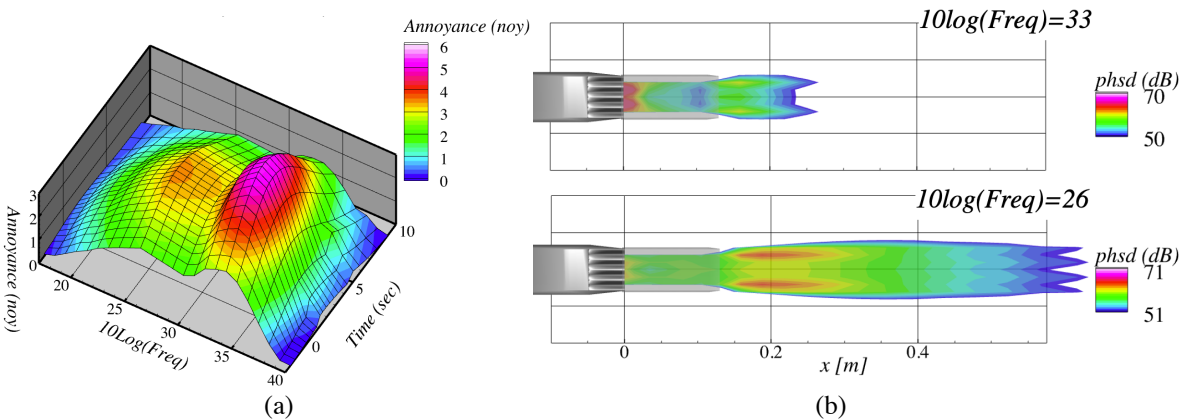 Annoyance (noy)
6
5
4
3
2
1
0
3
2
1
0
Annoyance (noy)
20
25
30
35
40
10Log(Freq)
0
5
10
Time (sec)
(a)
10log(Freq)=33
phsd (dB)
70
50
10log(Freq)=26
phsd (dB)
71
51
0
0.2
0.4
x [m]
(b)